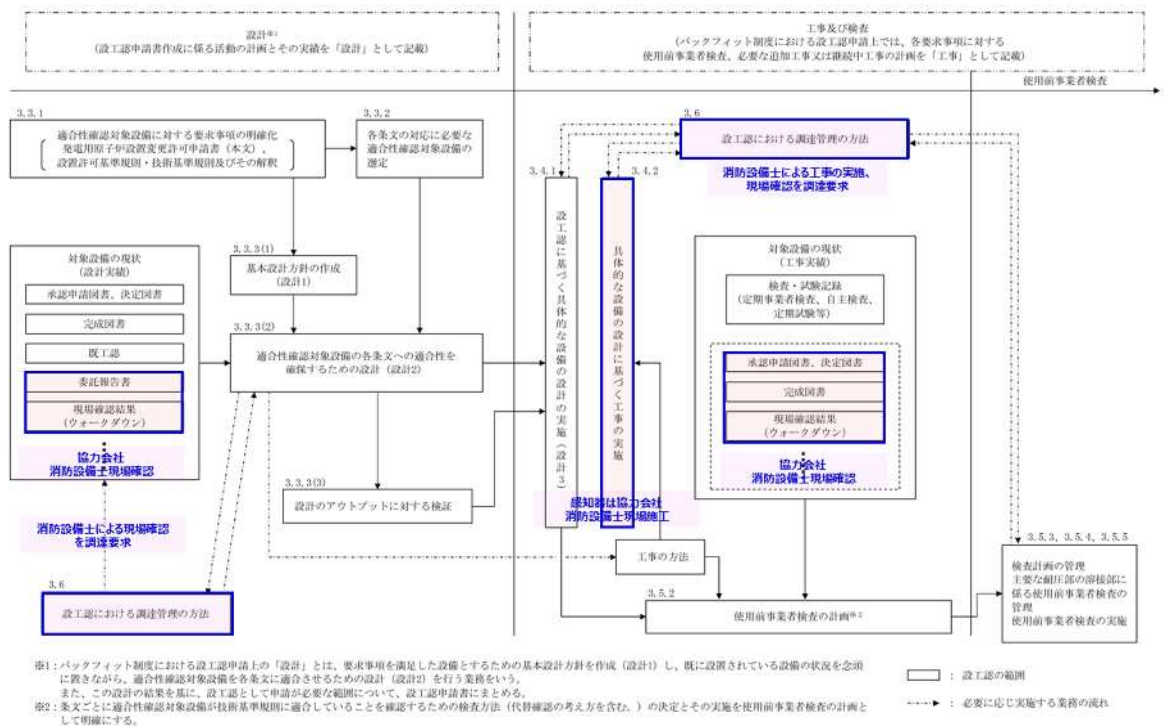 設計※1
(設工認申請書作成に係る活動の計画とその実績を「設計」として記載)
工事及び検査
(バックフィット制度における設工認申請上では、各要求事項に対する
使用前事業者検査、必要な追加工事又は継続中工事の計画を「工事」として記載)
使用前事業者検査
3.3.1
適合性確認対象設備に対する要求事項の明確化
発電用原子炉設置変更許可申請書(本文)、
設置許可基準規則・技術基準規則及びその解釈
3.3.2
各条文の対応に必要な
適合性確認対象設備の
選定
3.6
設工認における調達管理の方法
消防設備士による工事の実施、
現場確認を調達要求
3.4.1
設工認に基づく具体的な設備の設計の実施(設計3)
3.4.2
具体的な設備の設計に基づく工事の実施
対象設備の現状
(設計実績)
承認申請図書、決定図書
完成図書
既工認
委託報告書
現場確認結果
(ウォークダウン)
協力会社
消防設備士現場確認
3.3.3(1)
基本設計方針の作成
(設計1)
3.3.3(2)
適合性確認対象設備の各条文への適合性を
確保するための設計(設計2)
3.3.3(3)
設計のアウトプットに対する検証
対象設備の現状
(工事実績)
検査・試験記録
(定期事業者検査、自主検査、
定期試験等)
承認申請図書、決定図書
完成図書
現場確認結果
(ウォークダウン)
協力会社
消防設備士現場確認
感知器は協力会社
消防設備士現場施工
消防設備士による現場確認
を調達要求
3.6
設工認における調達管理の方法
工事の方法
3.5.2
使用前事業者検査の計画※2
3.5.3, 3.5.4, 3.5.5
検査計画の管理
主要な耐圧部の溶接部に
係る使用前事業者検査の
管理
使用前事業者検査の実施
※1:バックフィット制度における設工認申請上の「設計」とは、要求事項を満足した設備とするための基本設計方針を作成(設計1)し、既に設置されている設備の状況を念頭
に置きながら、適合性確認対象設備を各条文に適合させるための設計(設計2)を行う業務をいう。
また、この設計の結果を基に、設工認として申請が必要な範囲について、設工認申請書にまとめる。
※2:条文ごとに適合性確認対象設備が技術基準規則に適合していることを確認するための検査方法(代替確認の考え方を含む。)の決定とその実施を使用前事業者検査の計画と
して明確にする。
:設工認の範囲
:必要に応じ実施する業務の流れ